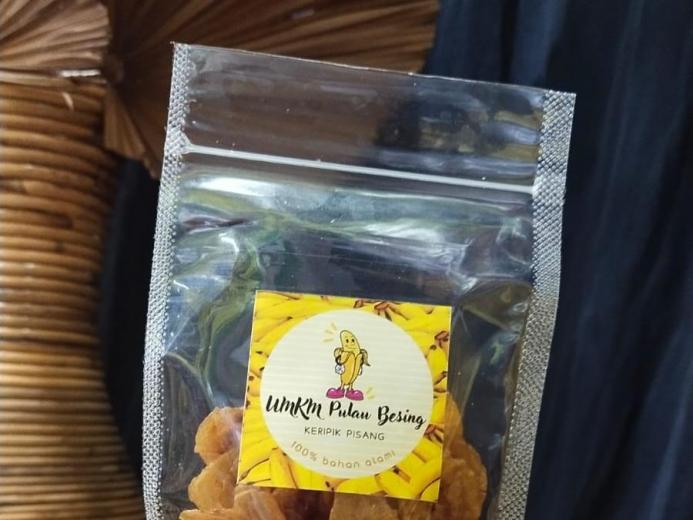 UMKM Pulau Besing
KERIPIK PISANG
100% bahan alami